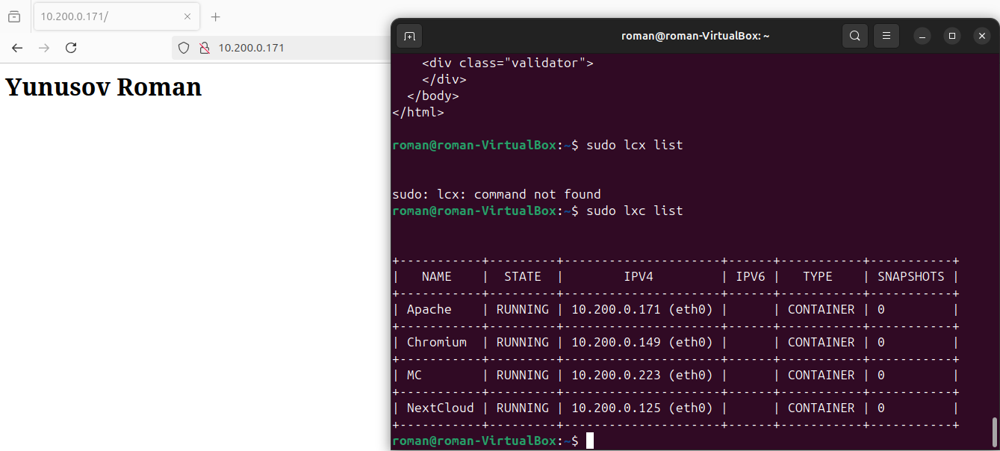 10.200.0.171/
10.200.0.171
Yunusov Roman
roman@roman-VirtualBox: ~
    <div class="validator">
    </div>
  </body>
</html>
roman@roman-VirtualBox:~$ sudo lcx list
sudo: lcx: command not found
roman@roman-VirtualBox:~$ sudo lxc list
+-----------+---------+---------------------+------+-----------+-----------+
|   NAME    |  STATE  |        IPV4         | IPV6 |   TYPE    | SNAPSHOTS |
+-----------+---------+---------------------+------+-----------+-----------+
| Apache    | RUNNING | 10.200.0.171 (eth0) |      | CONTAINER | 0         |
+-----------+---------+---------------------+------+-----------+-----------+
| Chromium  | RUNNING | 10.200.0.149 (eth0) |      | CONTAINER | 0         |
+-----------+---------+---------------------+------+-----------+-----------+
| MC        | RUNNING | 10.200.0.223 (eth0) |      | CONTAINER | 0         |
+-----------+---------+---------------------+------+-----------+-----------+
| NextCloud | RUNNING | 10.200.0.125 (eth0) |      | CONTAINER | 0         |
+-----------+---------+---------------------+------+-----------+-----------+
roman@roman-VirtualBox:~$